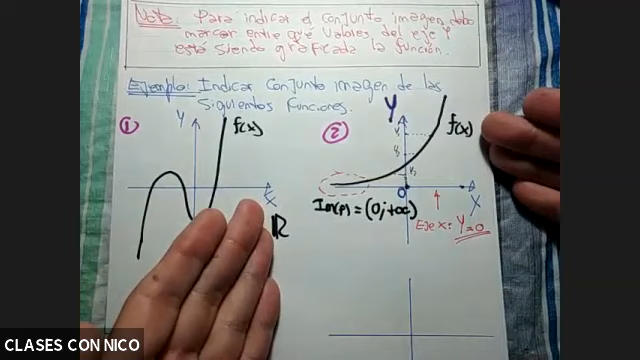 Nota: Para indicar el conjunto imagen debo
marcar entre qué valores del eje Y
está siendo graficada la función.
Ejemplo: Indicar Conjunto imagen de las
siguientes funciones.
① Y f(x)
X
ℝ
② Y f(x)
0
X
Im(f) = (0; +∞)
Eje x: Y=0
CLASES CON NICO